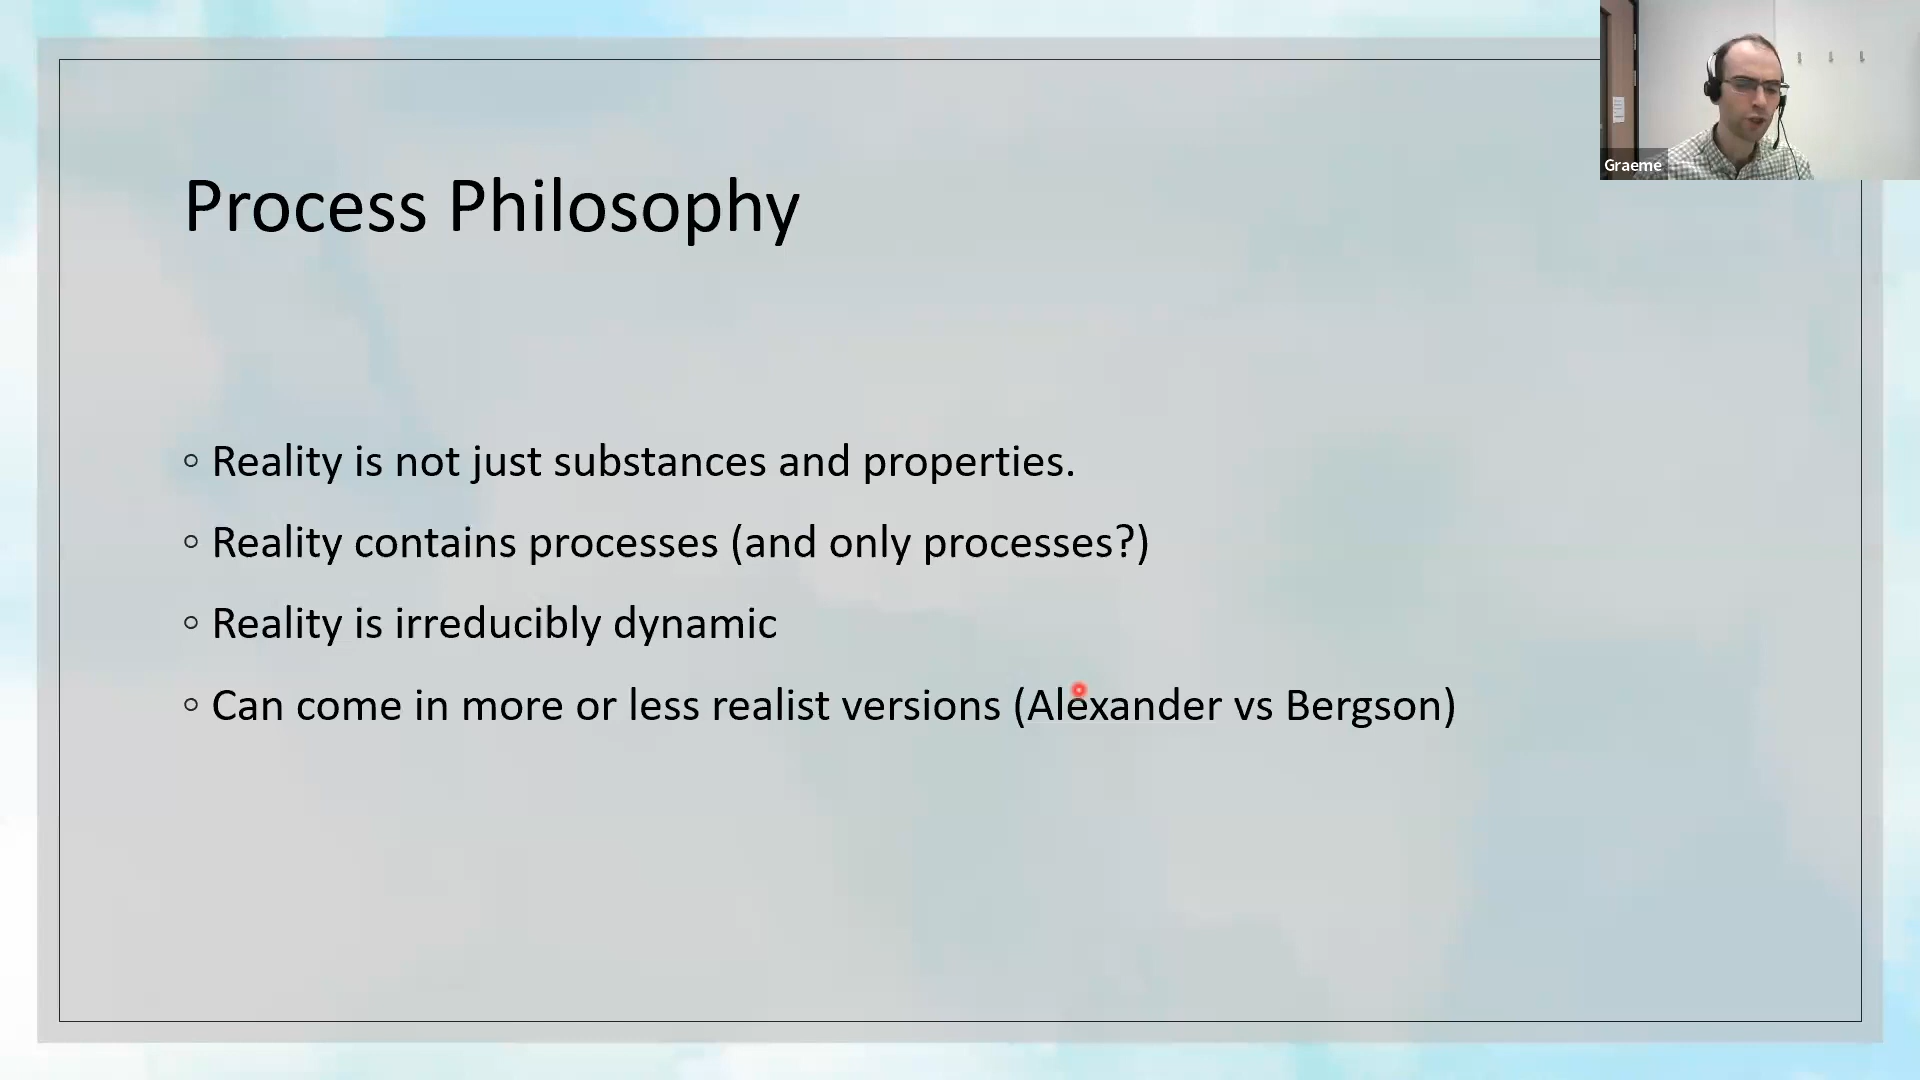 Graeme
Process Philosophy
◦ Reality is not just substances and properties.
◦ Reality contains processes (and only processes?)
◦ Reality is irreducibly dynamic
◦ Can come in more or less realist versions (Alexander vs Bergson)